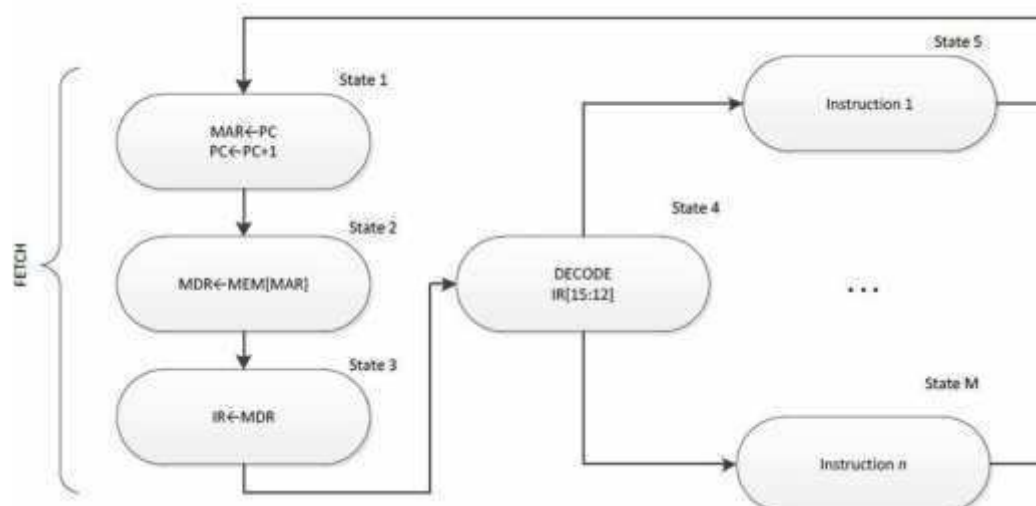 State 1
MAR←PC
PC←PC+1
State 2
MDR←MEM[MAR]
State 3
IR←MDR
FETCH
State 4
DECODE
IR[15:12]
State 5
Instruction 1
...
State M
Instruction n